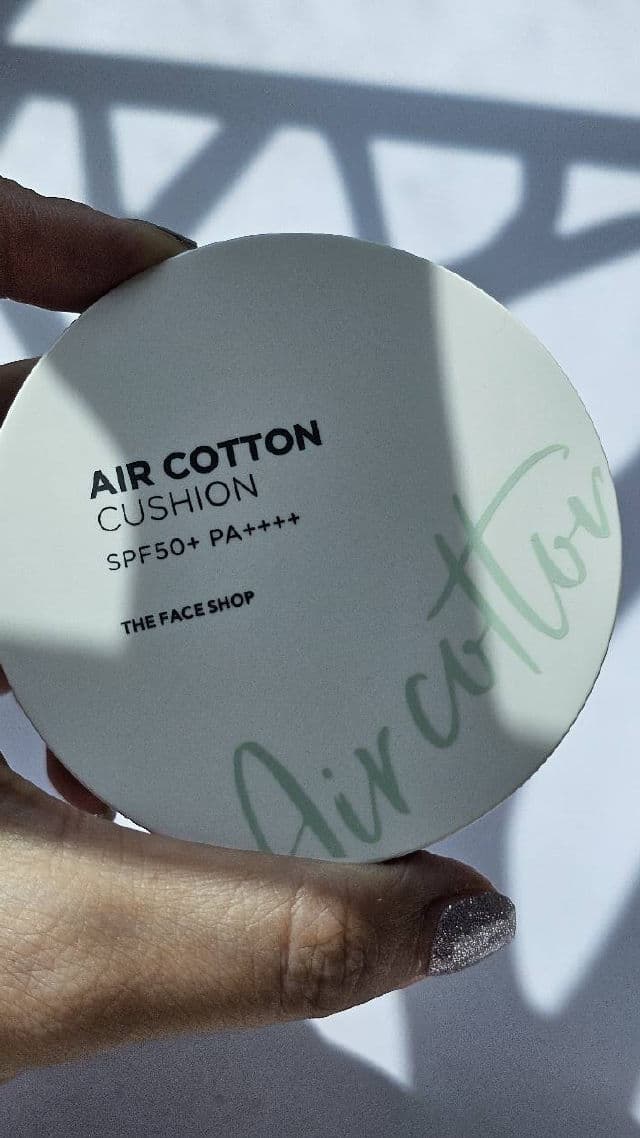 AIR COTTON
CUSHION
SPF50+ PA++++
THE FACE SHOP
Air cotton